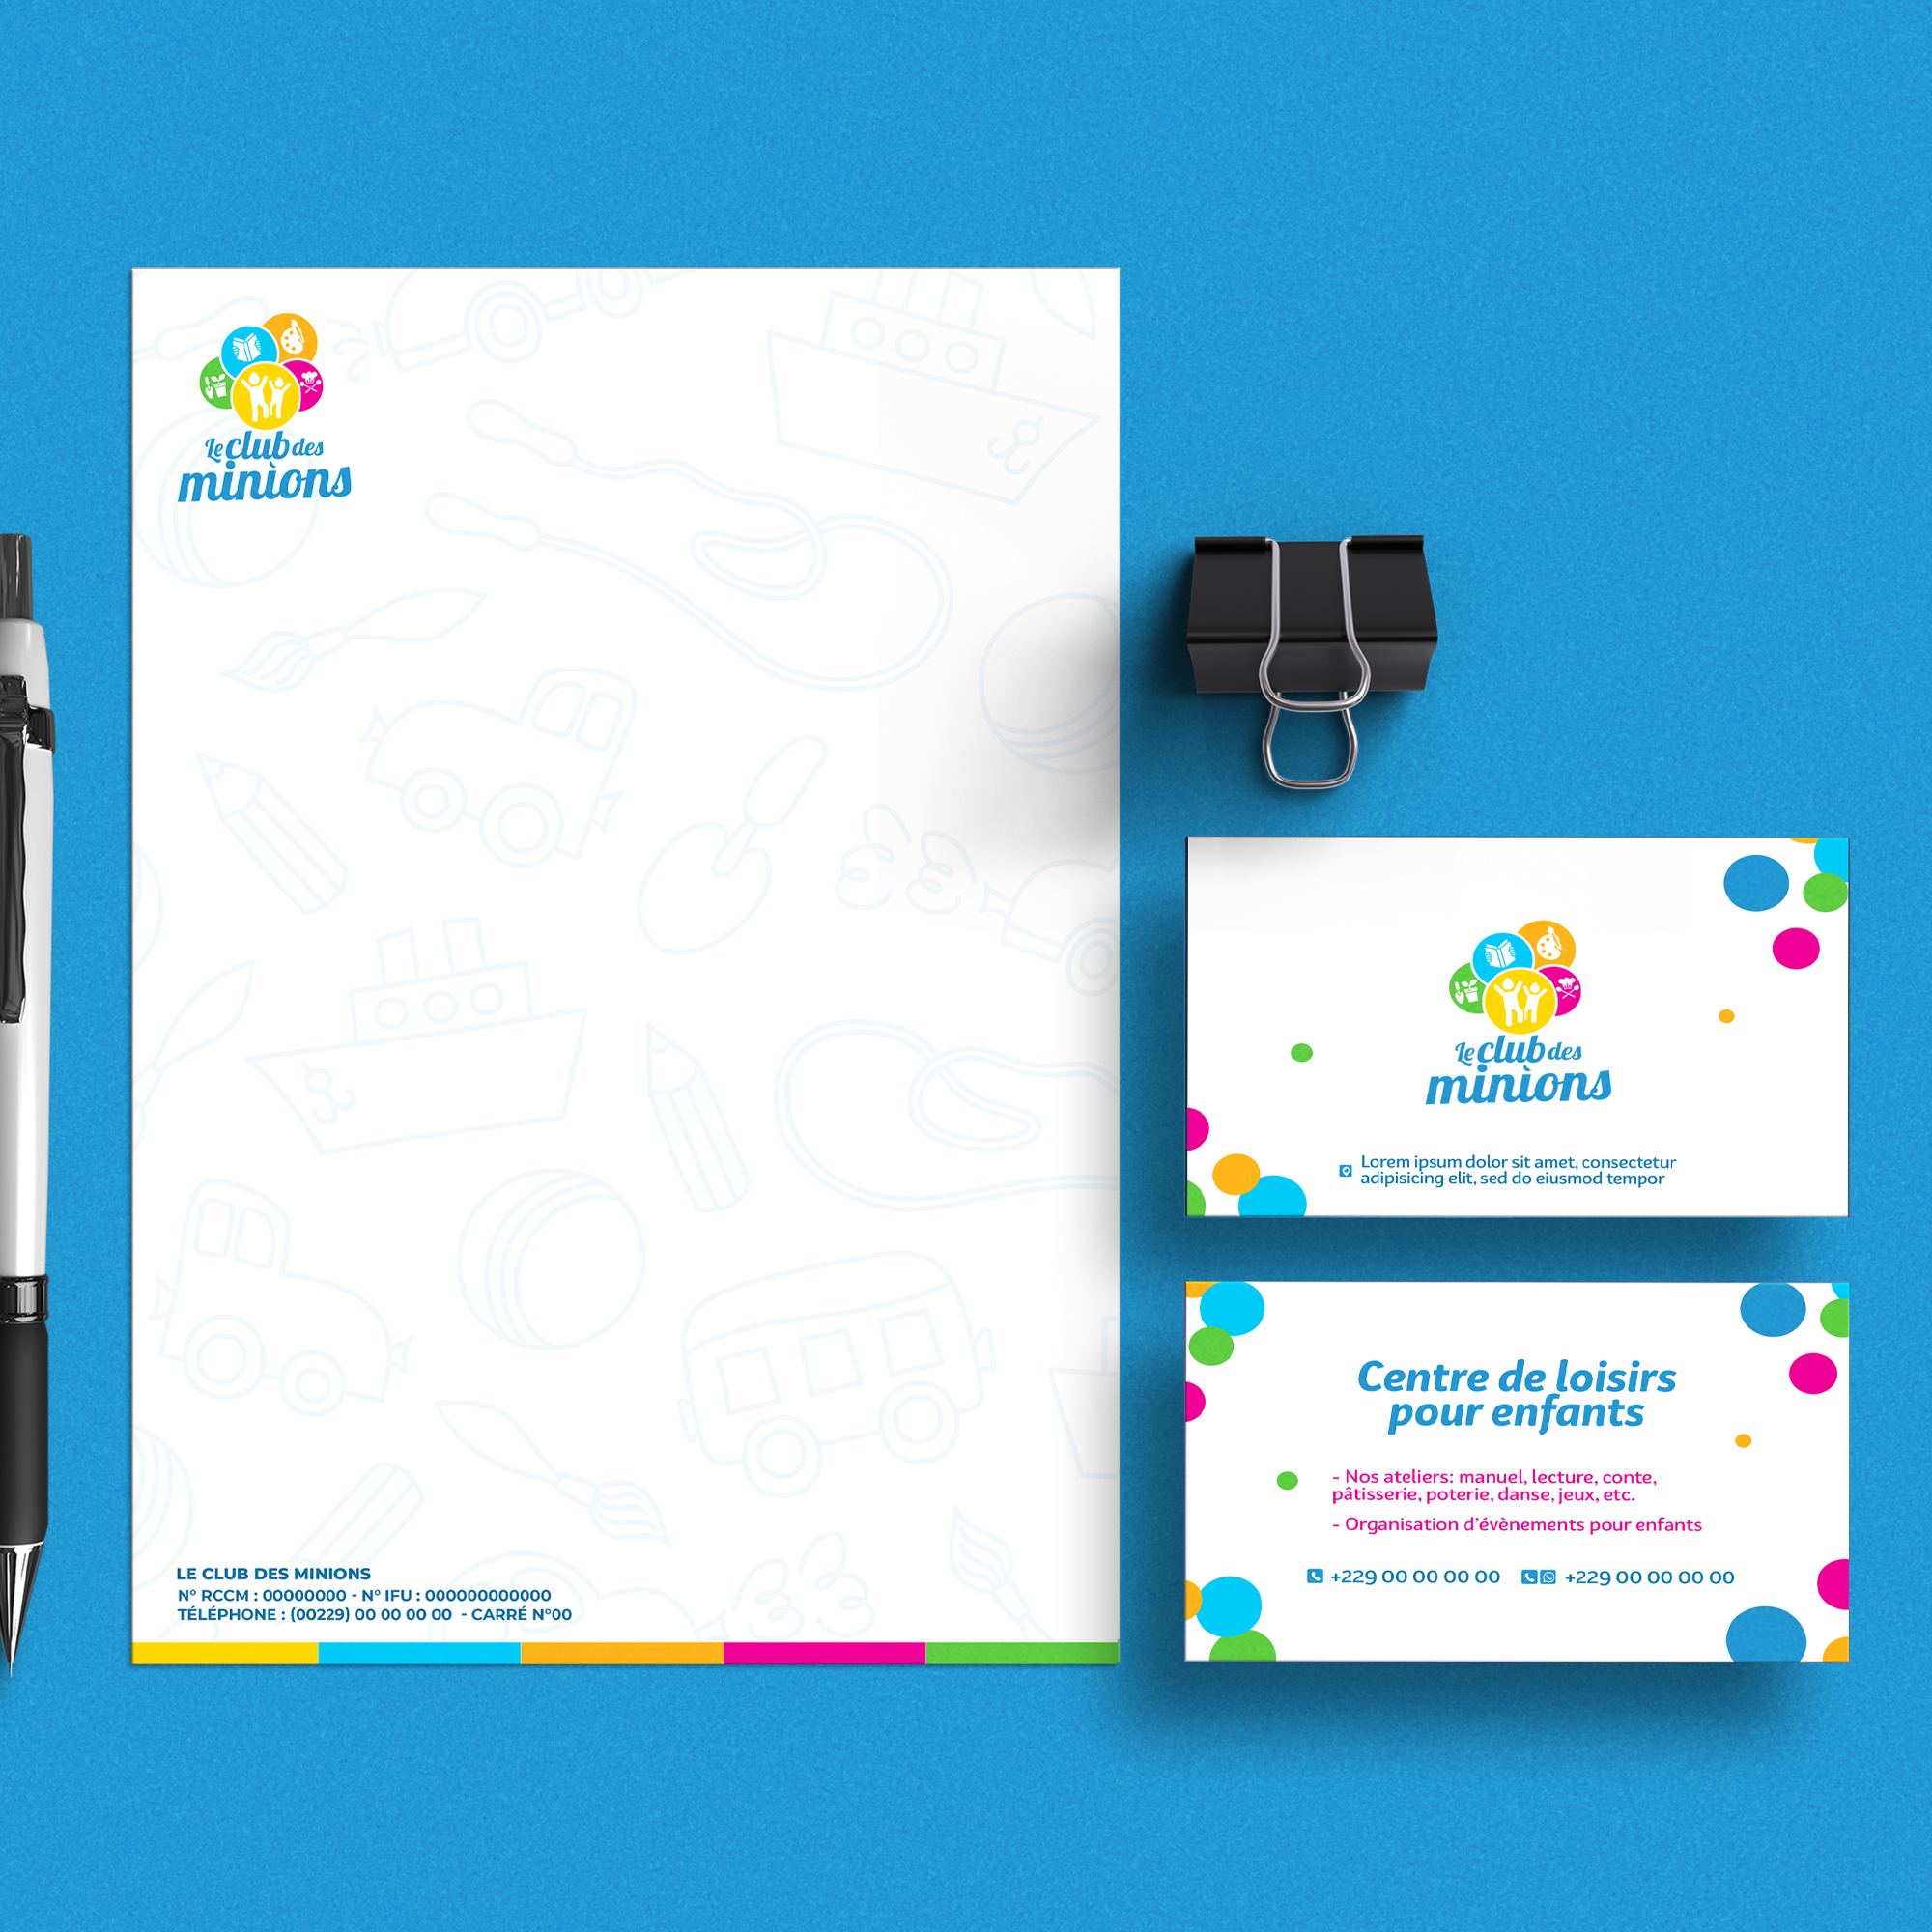 Le club des
minions
LE CLUB DES MINIONS
N° RCCM : 00000000 - N° IFU : 000000000000
TÉLÉPHONE : (00229) 00 00 00 00 - CARRÉ N°00
Le club des
minions
Lorem ipsum dolor sit amet, consectetur
adipisicing elit, sed do eiusmod tempor
Centre de loisirs
pour enfants
- Nos ateliers: manuel, lecture, conte,
pâtisserie, poterie, danse, jeux, etc.
- Organisation d'évènements pour enfants
+229 00 00 00 00 +229 00 00 00 00